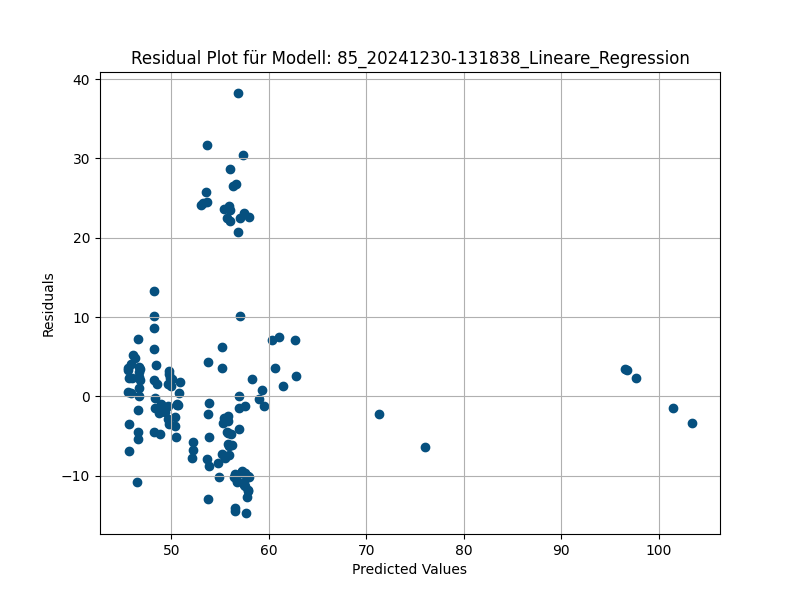 Residual Plot für Modell: 85_20241230-131838_Lineare_Regression
40
30
20
10
0
−10
Residuals
50 60 70 80 90 100
Predicted Values